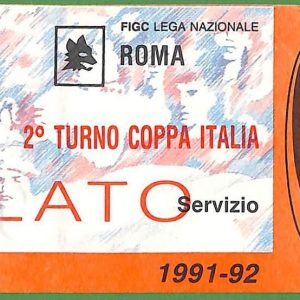 FIGC LEGA NAZIONALE
ROMA
2° TURNO COPPA ITALIA
LATO
Servizio
1991-92